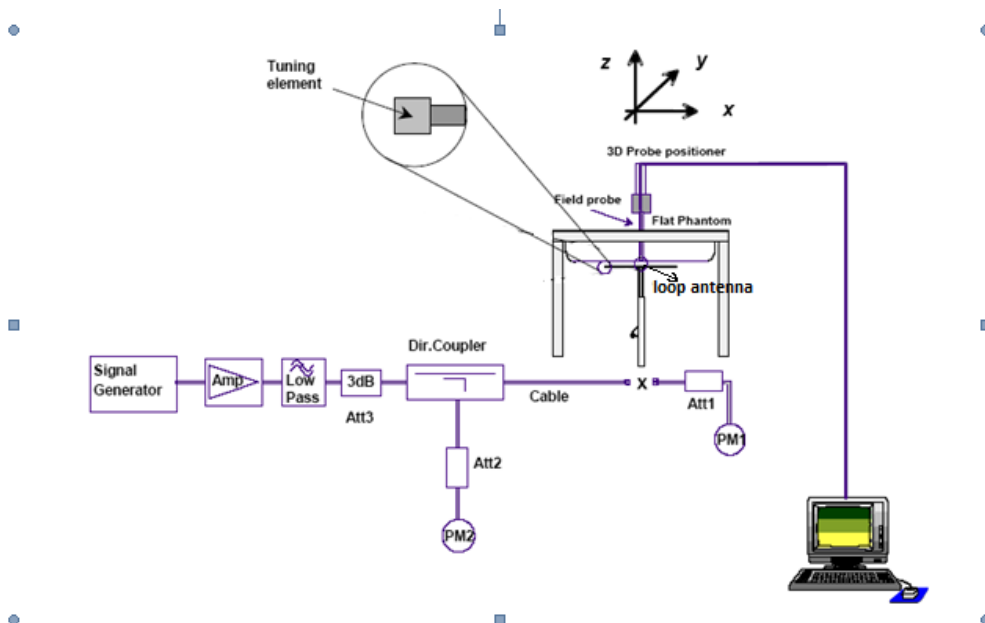 Tuning
element
z
y
x
3D Probe positioner
Field probe
Flat Phantom
loop antenna
Dir.Coupler
Signal
Generator
Amp
Low
Pass
3dB
Att3
Cable
X
Att1
PM1
Att2
PM2